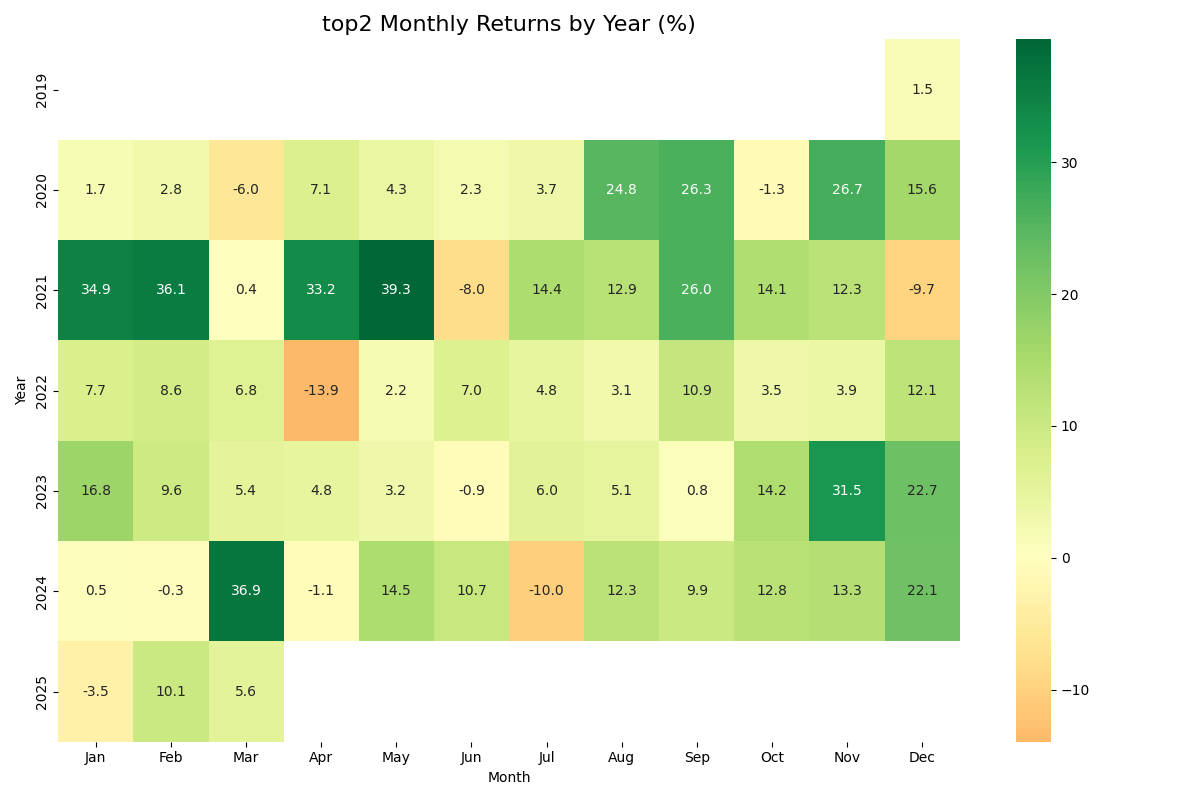 top2 Monthly Returns by Year (%)
2019 1.5
2020 1.7 2.8 -6.0 7.1 4.3 2.3 3.7 24.8 26.3 -1.3 26.7 15.6
2021 34.9 36.1 0.4 33.2 39.3 -8.0 14.4 12.9 26.0 14.1 12.3 -9.7
2022 7.7 8.6 6.8 -13.9 2.2 7.0 4.8 3.1 10.9 3.5 3.9 12.1
2023 16.8 9.6 5.4 4.8 3.2 -0.9 6.0 5.1 0.8 14.2 31.5 22.7
2024 0.5 -0.3 36.9 -1.1 14.5 10.7 -10.0 12.3 9.9 12.8 13.3 22.1
2025 -3.5 10.1 5.6
Year
Jan Feb Mar Apr May Jun Jul Aug Sep Oct Nov Dec
Month
30
20
10
0
−10